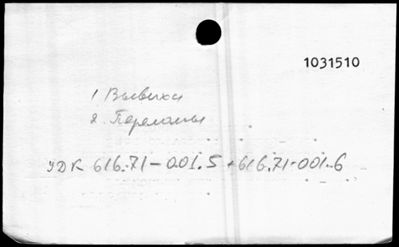 1031510
1 Вывихи
2. Переломы
УДК 616.71-001.5+616.71-001.6